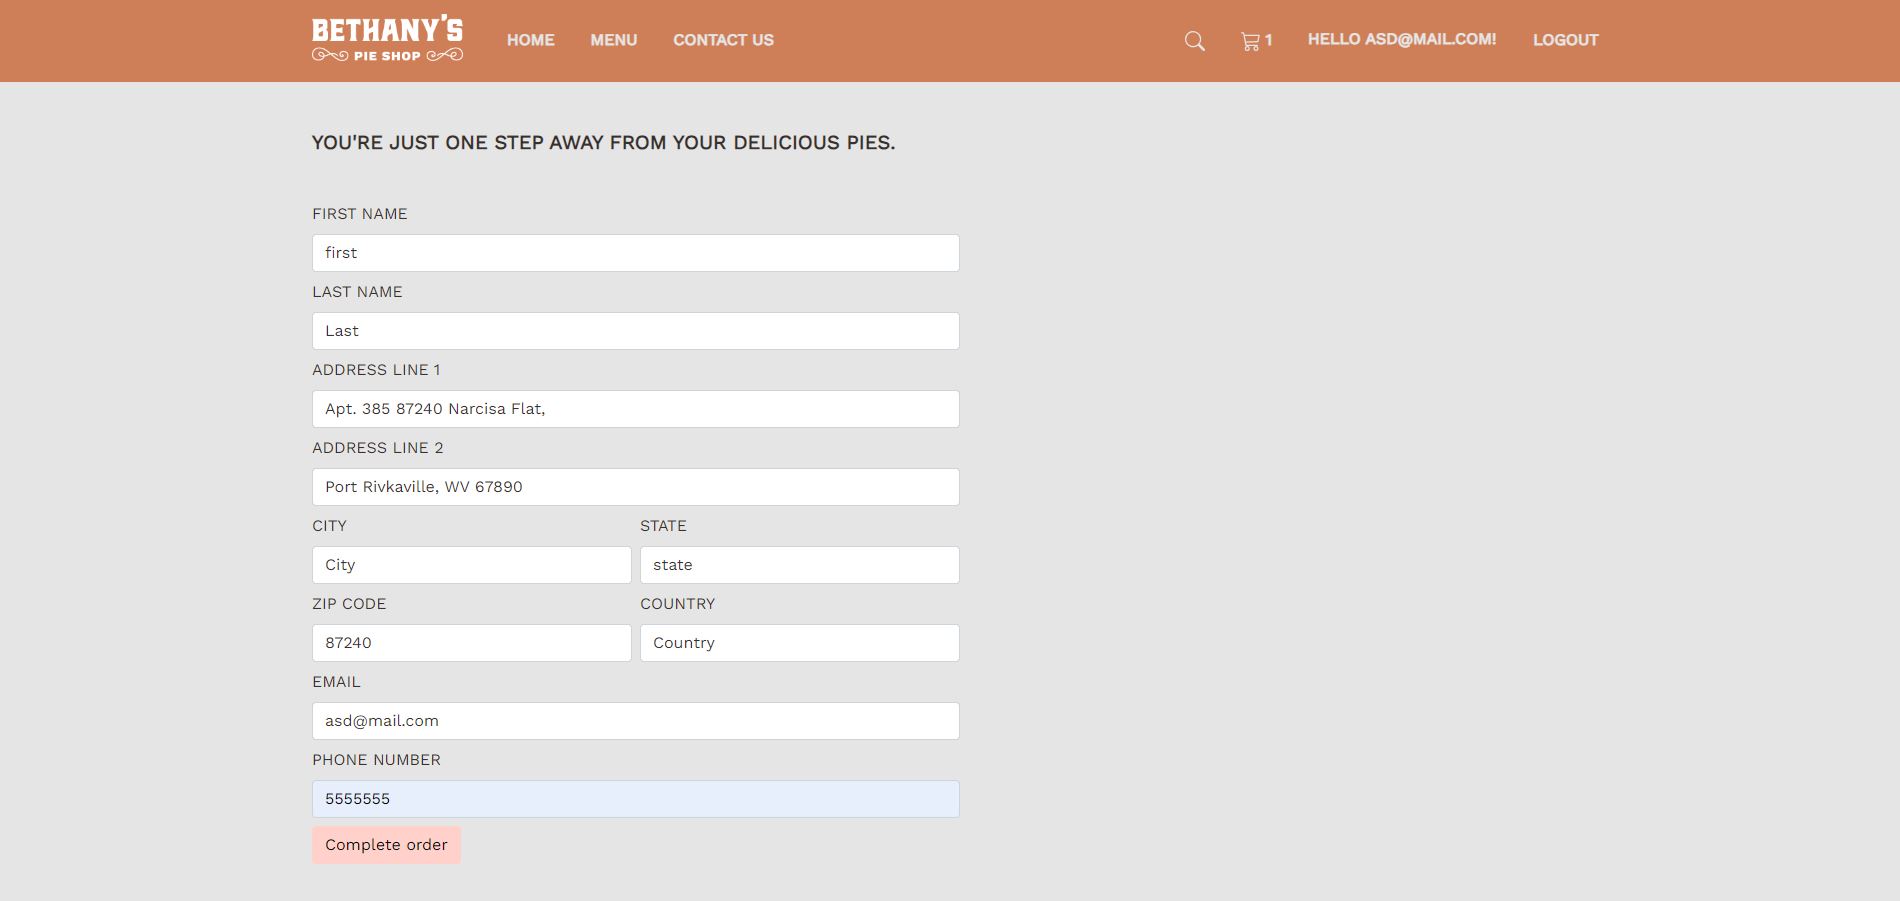 BETHANY'S
PIE SHOP
HOME MENU CONTACT US 1 HELLO ASD@MAIL.COM! LOGOUT
YOU'RE JUST ONE STEP AWAY FROM YOUR DELICIOUS PIES.
FIRST NAME
first
LAST NAME
Last
ADDRESS LINE 1
Apt. 385 87240 Narcisa Flat,
ADDRESS LINE 2
Port Rivkaville, WV 67890
CITY STATE
City state
ZIP CODE COUNTRY
87240 Country
EMAIL
asd@mail.com
PHONE NUMBER
5555555
Complete order